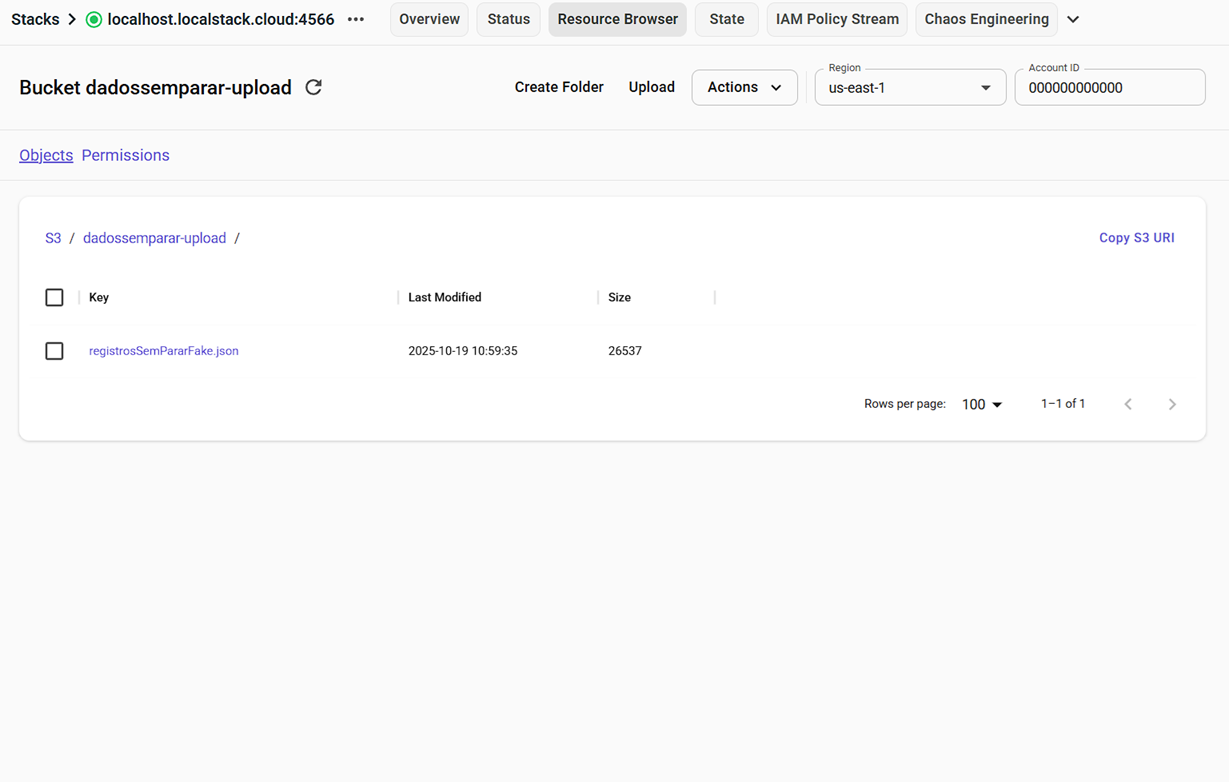 Stacks > localhost.localstack.cloud:4566 ••• Overview Status Resource Browser State IAM Policy Stream Chaos Engineering
Bucket dadossemparar-upload Create Folder Upload Actions Region us-east-1 Account ID 000000000000
Objects Permissions
S3 / dadossemparar-upload / Copy S3 URI
Key Last Modified Size
registrosSemPararFake.json 2025-10-19 10:59:35 26537
Rows per page: 100 1–1 of 1